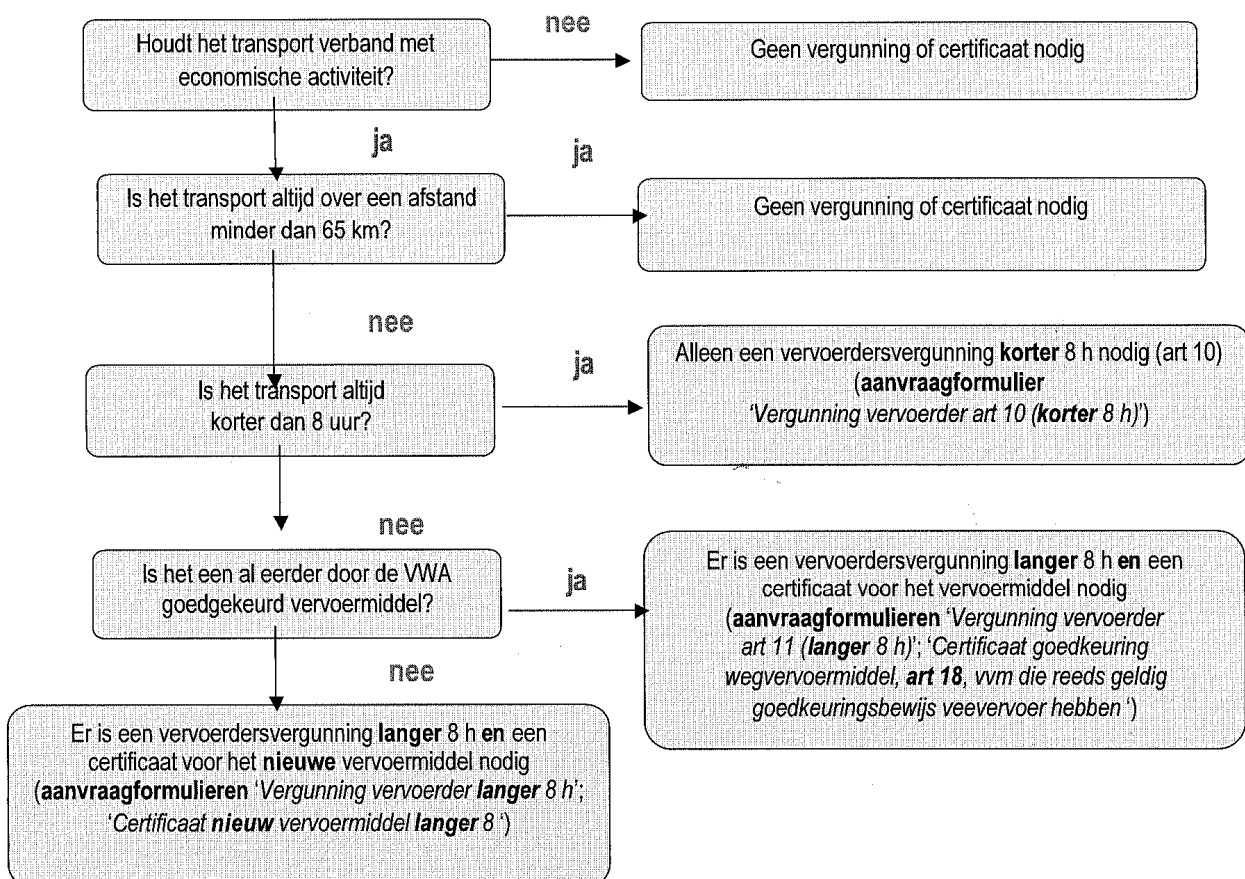 Houdt het transport verband met
economische activiteit?
nee
Geen vergunning of certificaat nodig
ja
Is het transport altijd over een afstand
minder dan 65 km?
ja
Geen vergunning of certificaat nodig
nee
Is het transport altijd
korter dan 8 uur?
ja
Alleen een vervoerdersvergunning korter 8 h nodig (art 10)
(aanvraagformulier
'Vergunning vervoerder art 10 (korter 8 h)')
nee
Is het een al eerder door de VWA
goedgekeurd vervoermiddel?
ja
Er is een vervoerdersvergunning langer 8 h en een
certificaat voor het vervoermiddel nodig
(aanvraagformulieren 'Vergunning vervoerder
art 11 (langer 8 h)'; 'Certificaat goedkeuring
wegvervoermiddel, art 18, vvm die reeds geldig
goedkeuringsbewijs veevervoer hebben ')
nee
Er is een vervoerdersvergunning langer 8 h en een
certificaat voor het nieuwe vervoermiddel nodig
(aanvraagformulieren 'Vergunning vervoerder langer 8 h';
'Certificaat nieuw vervoermiddel langer 8 ')